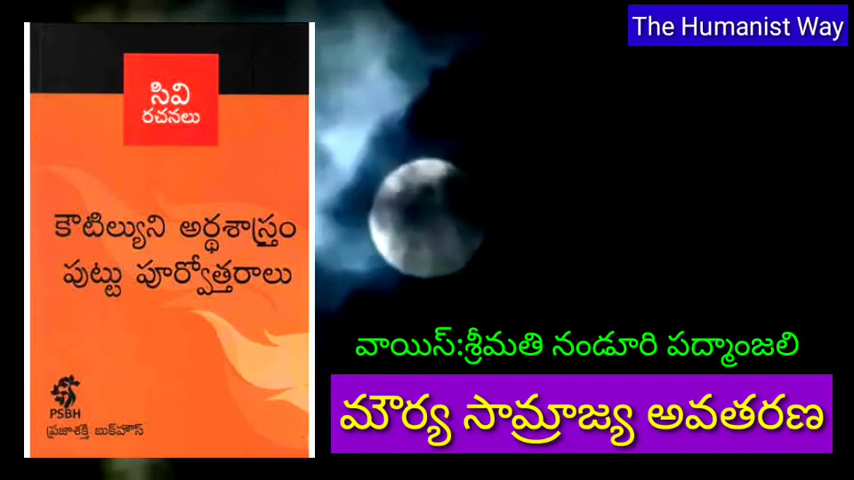 The Humanist Way
సివి
రచనలు
కౌటిల్యుని అర్థశాస్త్రం
పుట్టు పూర్వోత్తరాలు
PSBH
ప్రజాశక్తి బుక్‌హౌస్
వాయిస్:శ్రీమతి నండూరి పద్మాంజలి
మౌర్య సామ్రాజ్య అవతరణ